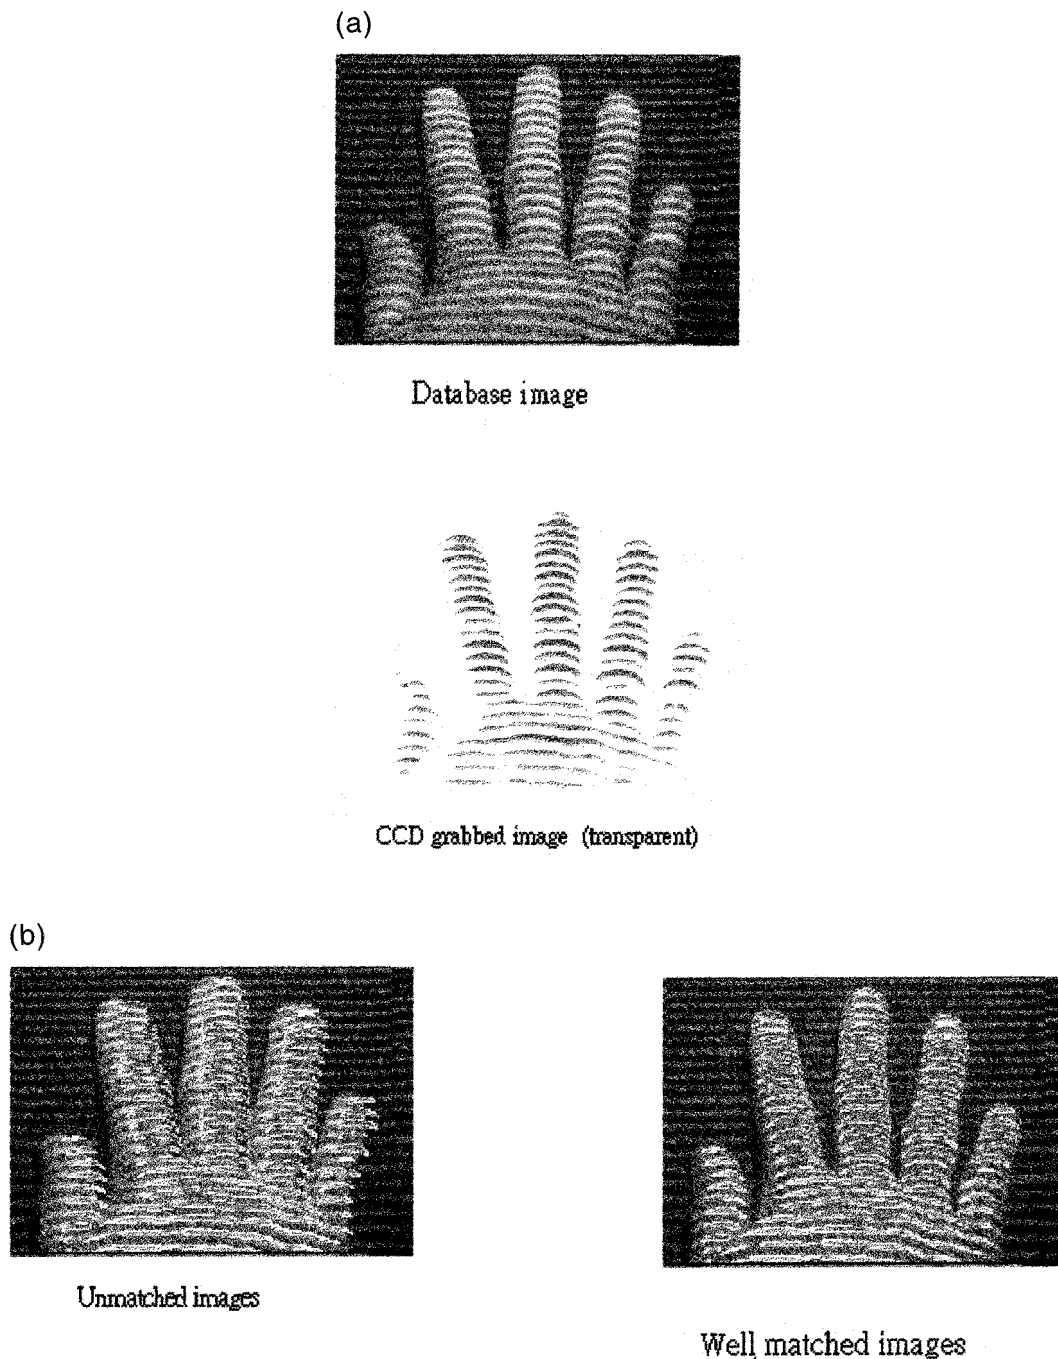 (a)
Database image
CCD grabbed image (transparent)
(b)
Unmatched images
Well matched images